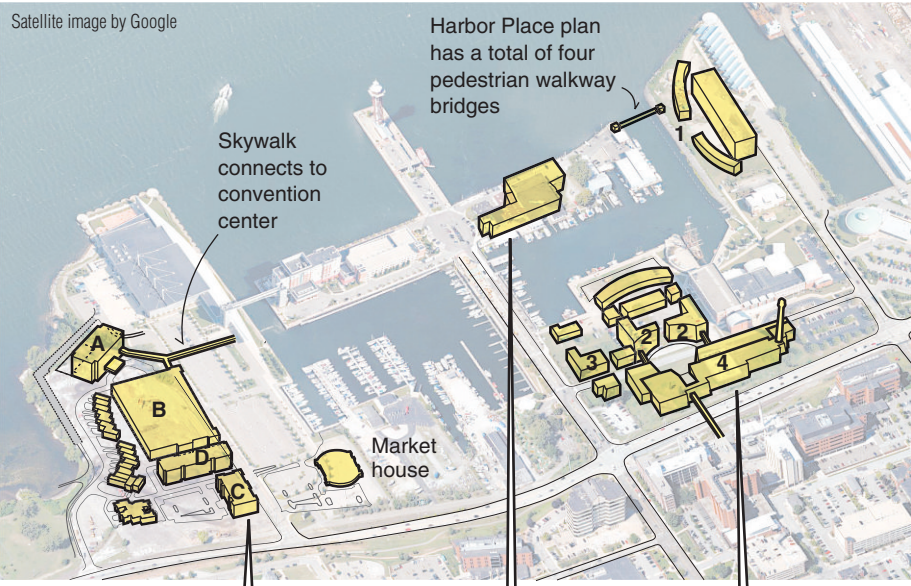 Satellite image by Google
Harbor Place plan
has a total of four
pedestrian walkway
bridges
1
Skywalk
connects to
convention
center
A
2
2
3
4
B
Market
house
D
C